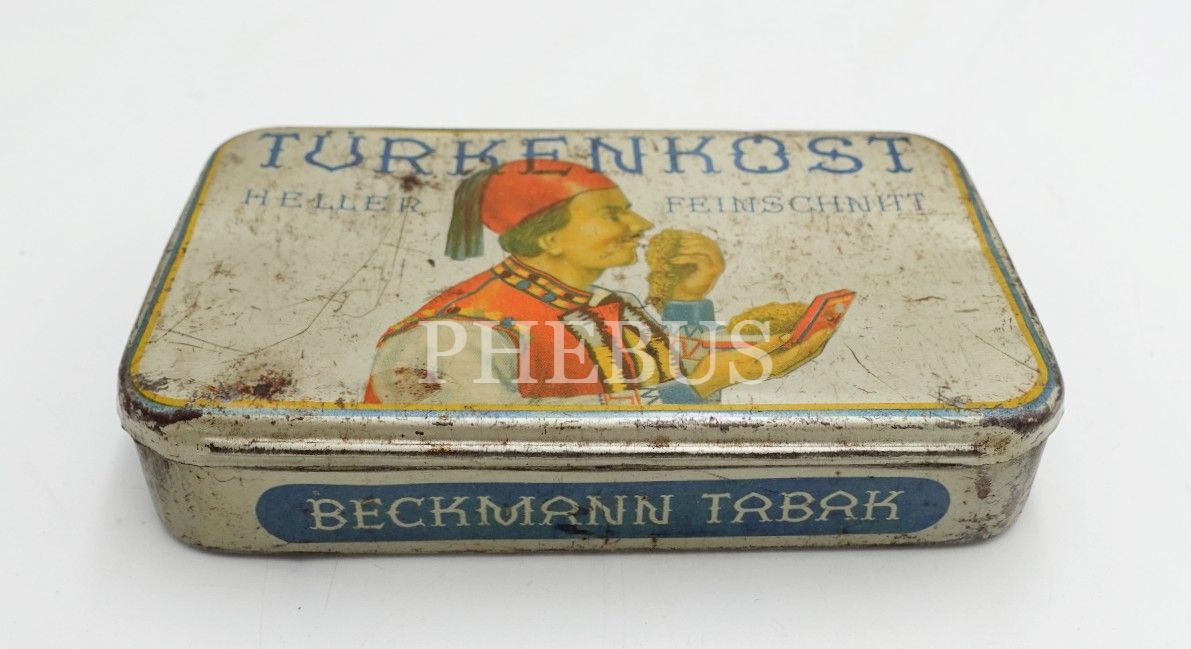 TÜRKENKOST
HELLER FEINSCHNITT
PHEBUS
BECKMANN TABAK